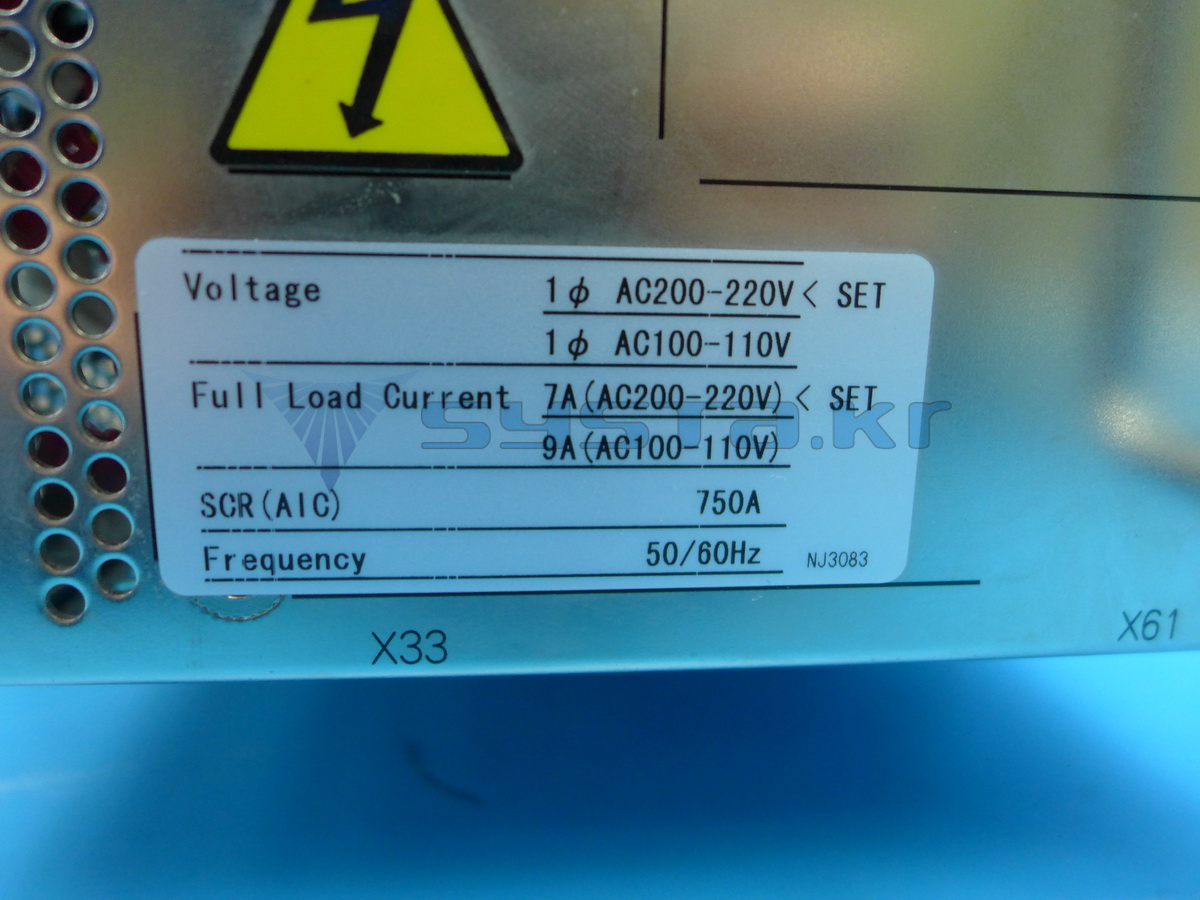 Voltage 1φ AC200-220V < SET
1φ AC100-110V
Full Load Current 7A(AC200-220V) < SET
systa.kr
9A(AC100-110V)
SCR(AIC) 750A
Frequency 50/60Hz NJ3083
X33 X61